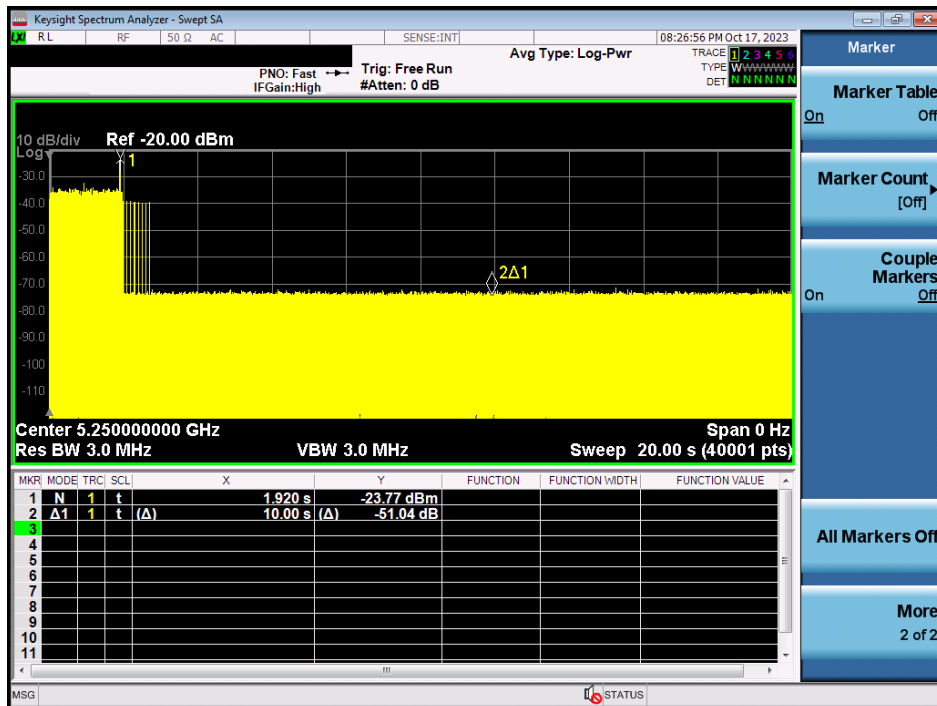 Keysight Spectrum Analyzer - Swept SA
LXI RL RF 50 Ω AC SENSE:INT 08:26:56 PM Oct 17, 2023
Marker
Avg Type: Log-Pwr TRACE 1 2 3 4 5 6
PNO: Fast Trig: Free Run TYPE WWWWWW
IFGain:High #Atten: 0 dB DET N N N N N N
Marker Table
On Off
10 dB/div Ref -20.00 dBm
Log
1
-30.0
-40.0
-50.0
-60.0
-70.0
-80.0
-90.0
-100
-110
2Δ1
Marker Count
[Off]
Couple
Markers
On Off
Center 5.250000000 GHz Span 0 Hz
Res BW 3.0 MHz VBW 3.0 MHz Sweep 20.00 s (40001 pts)
MKR MODE TRC SCL X Y FUNCTION FUNCTION WIDTH FUNCTION VALUE
1 N 1 t 1.920 s -23.77 dBm
2 Δ1 1 t (Δ) 10.00 s (Δ) -51.04 dB
3
4
5
6
7
8
9
10
11
All Markers Off
More
2 of 2
MSG STATUS